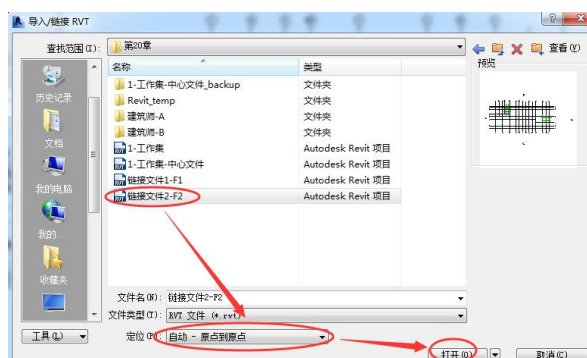 导入/链接 RVT
查找范围(I): 第20章 查看(V)
名称 类型 预览
历史记录
文档
我的电脑
我的...
收藏夹
1-工作集-中心文件_backup 文件夹
Revit_temp 文件夹
建筑师-A 文件夹
建筑师-B 文件夹
1-工作集 Autodesk Revit 项目
1-工作集-中心文件 Autodesk Revit 项目
链接文件1-F1 Autodesk Revit 项目
链接文件2-F2 Autodesk Revit 项目
文件名(N): 链接文件2-F2
文件类型(T): RVT 文件 (*.rvt)
工具(L) 定位(P): 自动 - 原点到原点
打开(O) 取消(C)